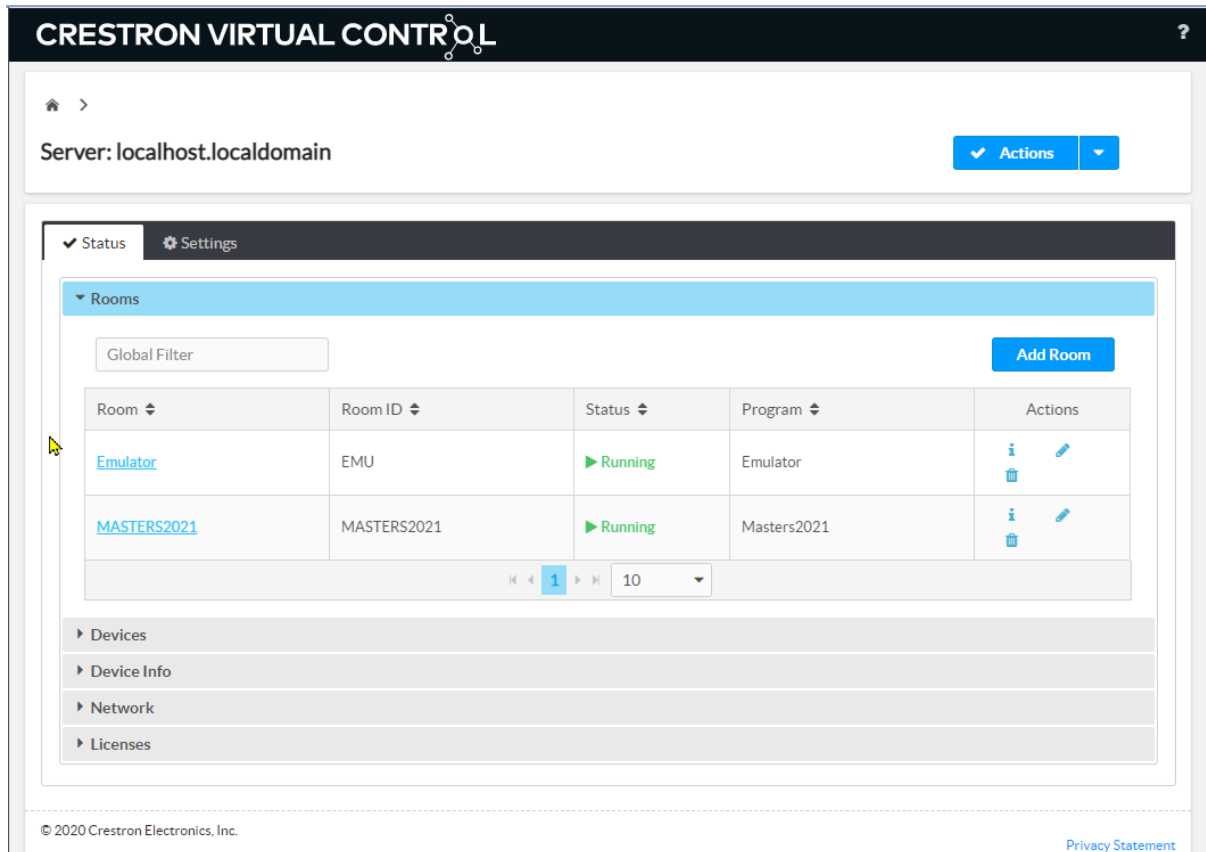 CRESTRON VIRTUAL CONTROL
?
Server: localhost.localdomain
Actions
Status Settings
Rooms
Global Filter Add Room
Room Room ID Status Program Actions
Emulator EMU Running Emulator
MASTERS2021 MASTERS2021 Running Masters2021
1 10
Devices
Device Info
Network
Licenses
© 2020 Crestron Electronics, Inc.
Privacy Statement